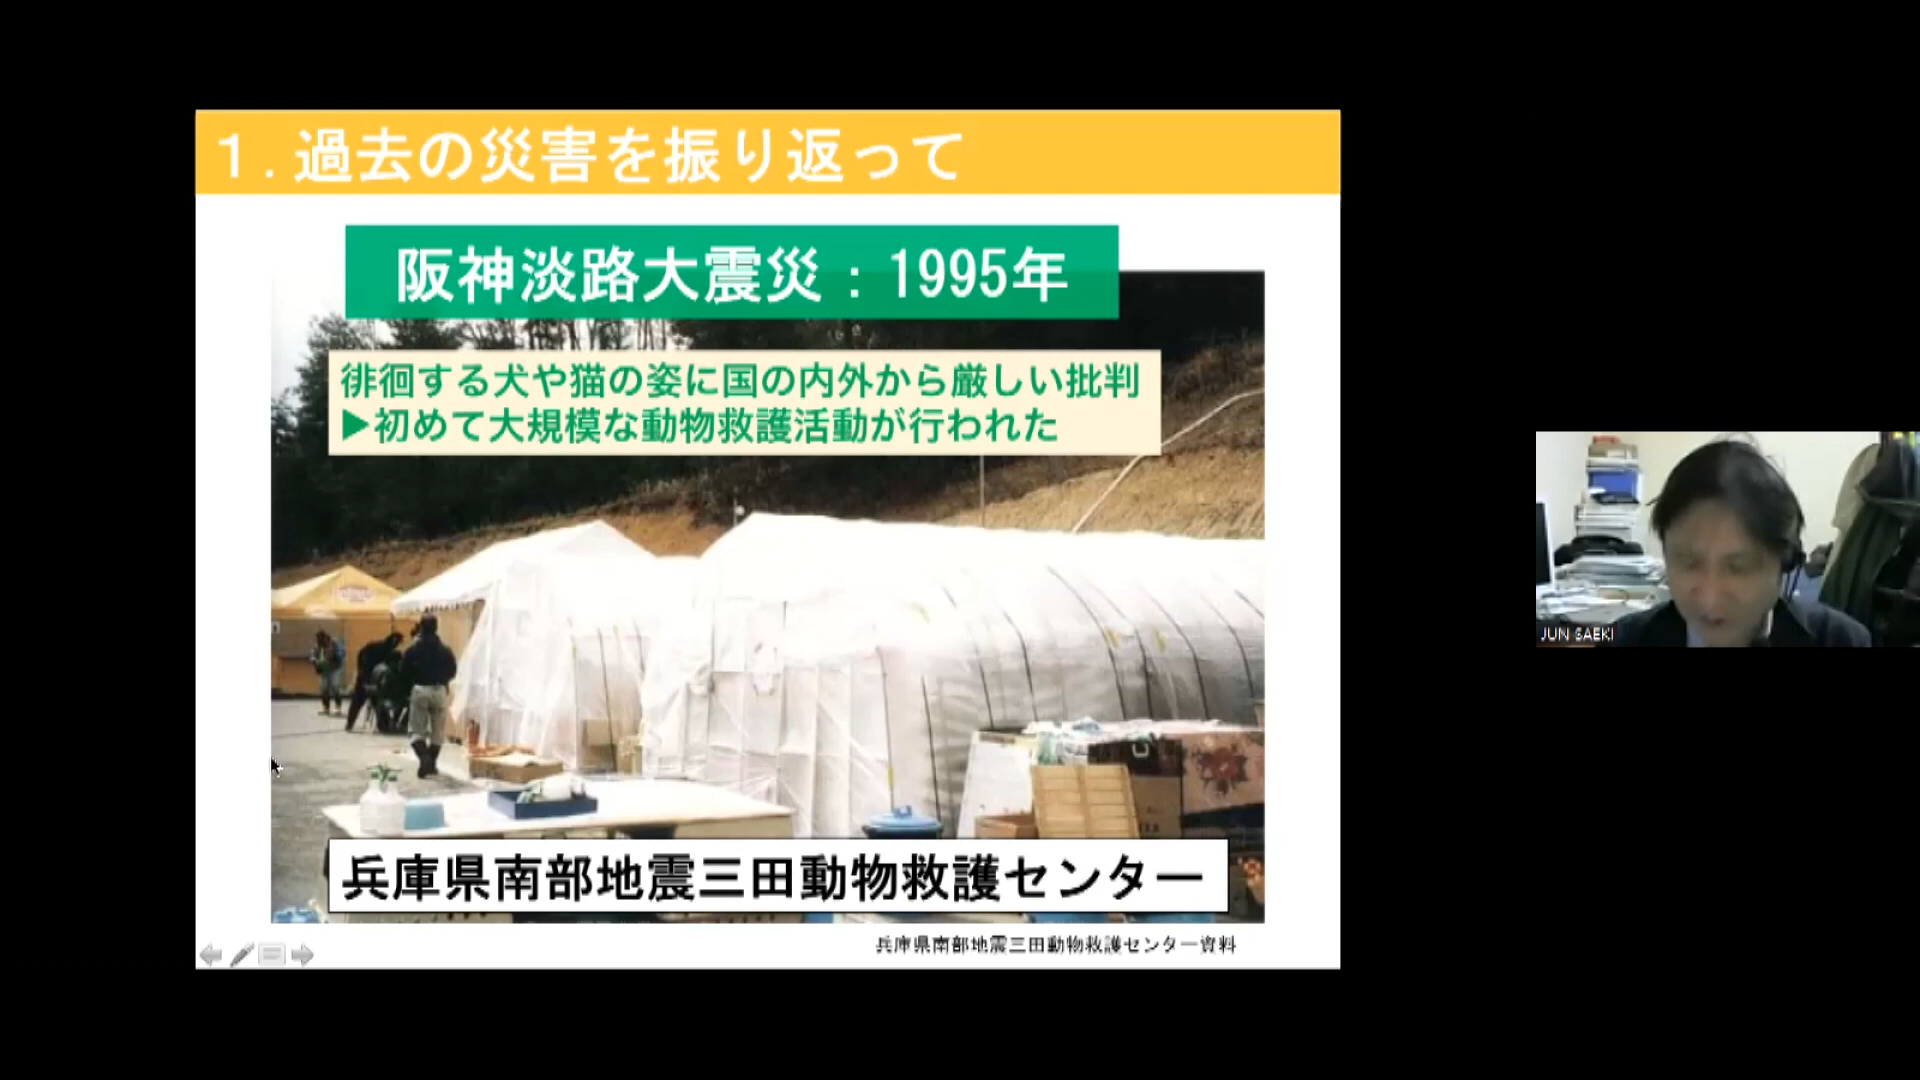 １.過去の災害を振り返って
阪神淡路大震災：1995年
徘徊する犬や猫の姿に国の内外から厳しい批判
▶初めて大規模な動物救護活動が行われた
兵庫県南部地震三田動物救護センター
兵庫県南部地震三田動物救護センター資料
JUN SAEKI